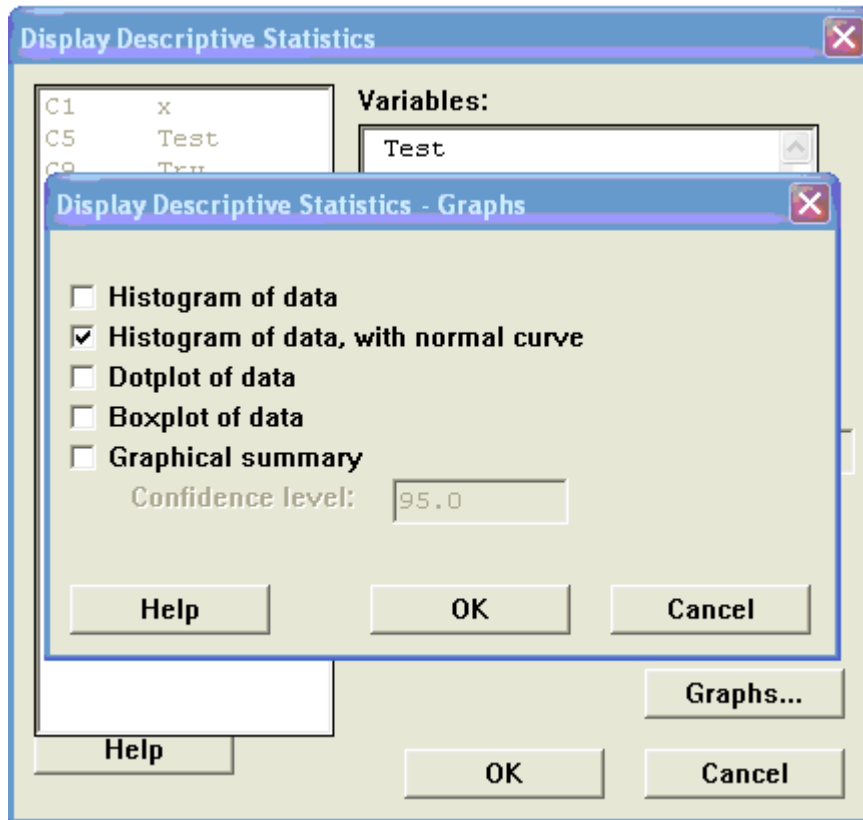 Display Descriptive Statistics
C1 x
C5 Test
C9 Try
Variables:
Test
Display Descriptive Statistics - Graphs
Histogram of data
Histogram of data, with normal curve
Dotplot of data
Boxplot of data
Graphical summary
Confidence level: 95.0
Help OK Cancel
Graphs...
Help OK Cancel